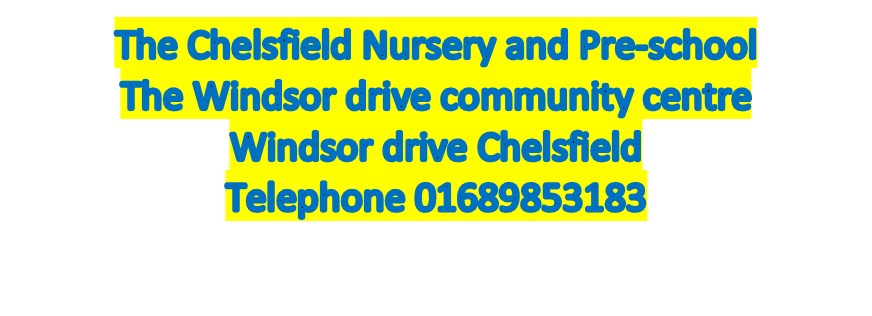 The Chelsfield Nursery and Pre-school
The Windsor drive community centre
Windsor drive Chelsfield
Telephone 01689853183